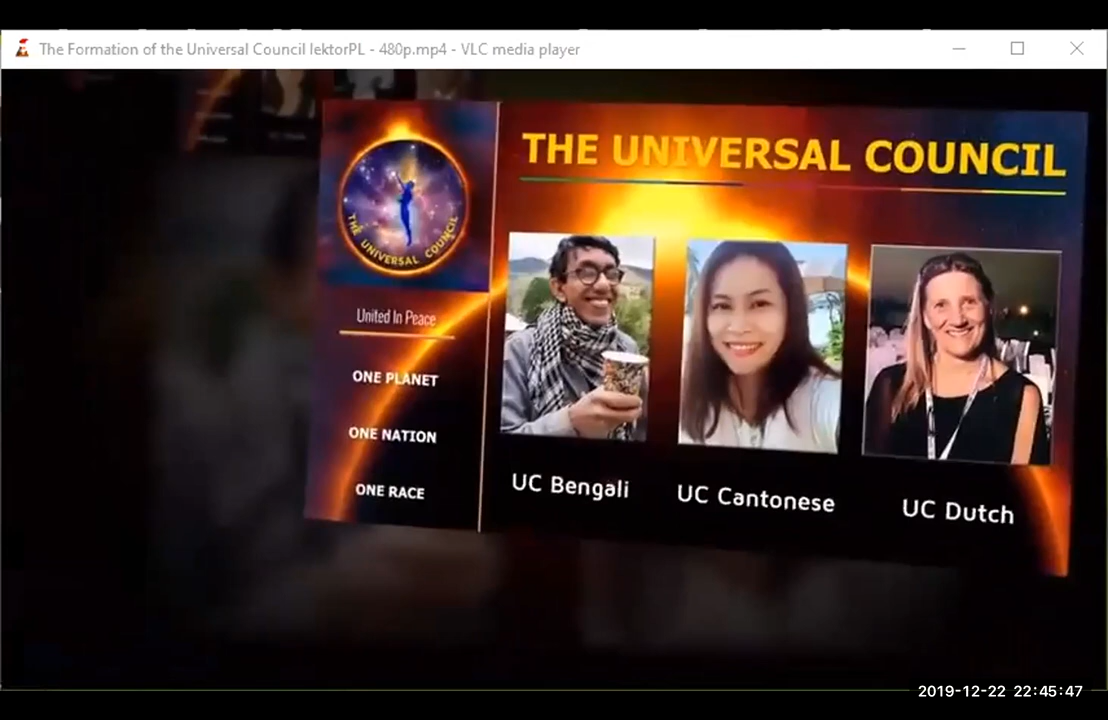 The Formation of the Universal Council lektorPL - 480p.mp4 - VLC media player
THE UNIVERSAL COUNCIL
THE UNIVERSAL COUNCIL
United In Peace
ONE PLANET
ONE NATION
ONE RACE
UC Bengali
UC Cantonese
UC Dutch
2019-12-22 22:45:47